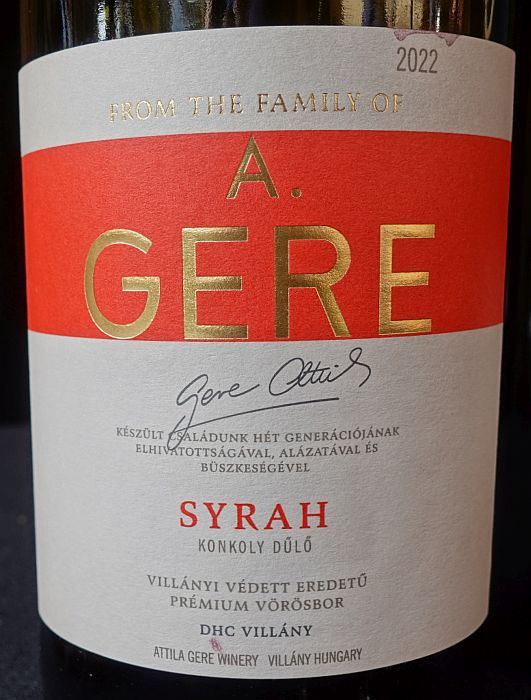 2022
FROM THE FAMILY OF
A.
GERE
Gere Attila
KÉSZÜLT CSALÁDUNK HÉT GENERÁCIÓJÁNAK
ELHIVATOTTSÁGÁVAL, ALÁZATÁVAL ÉS
BÜSZKESÉGÉVEL
SYRAH
KONKOLY DŰLŐ
VILLÁNYI VÉDETT EREDETŰ
PRÉMIUM VÖRÖSBOR
DHC VILLÁNY
ATTILA GERE WINERY VILLÁNY HUNGARY